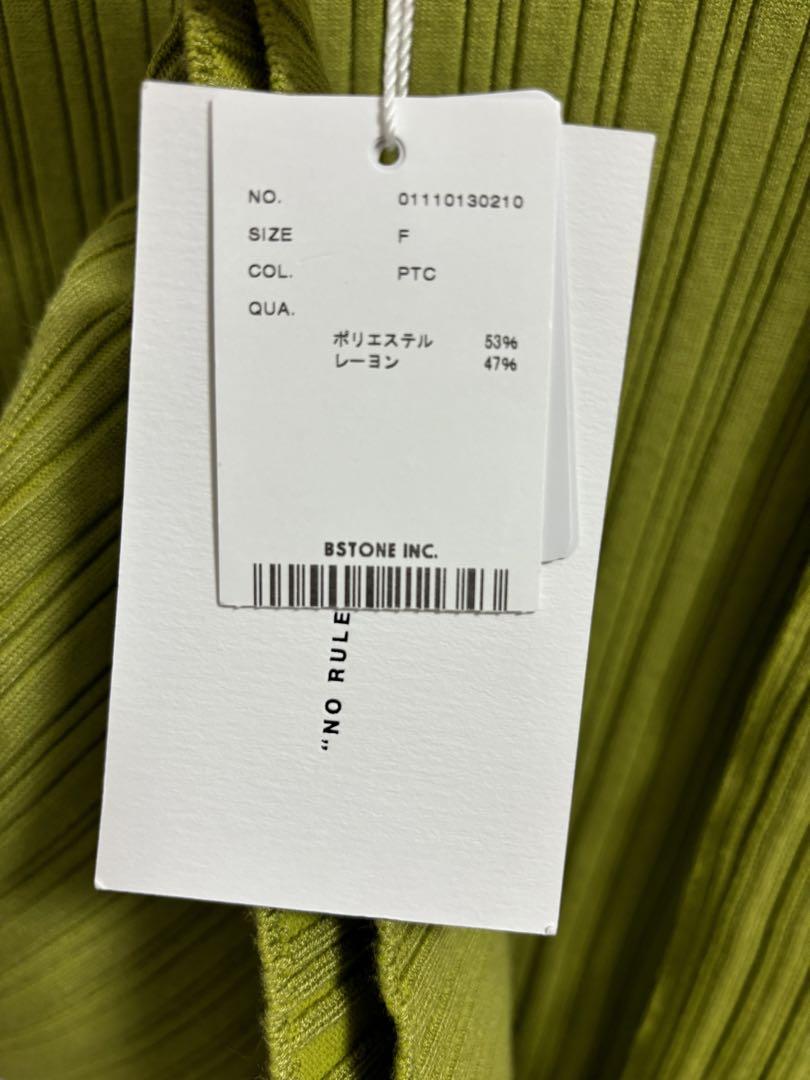 NO. 01110130210
SIZE F
COL. PTC
QUA.
ポリエステル 53%
レーヨン 47%
BSTONE INC.
“NO RULE